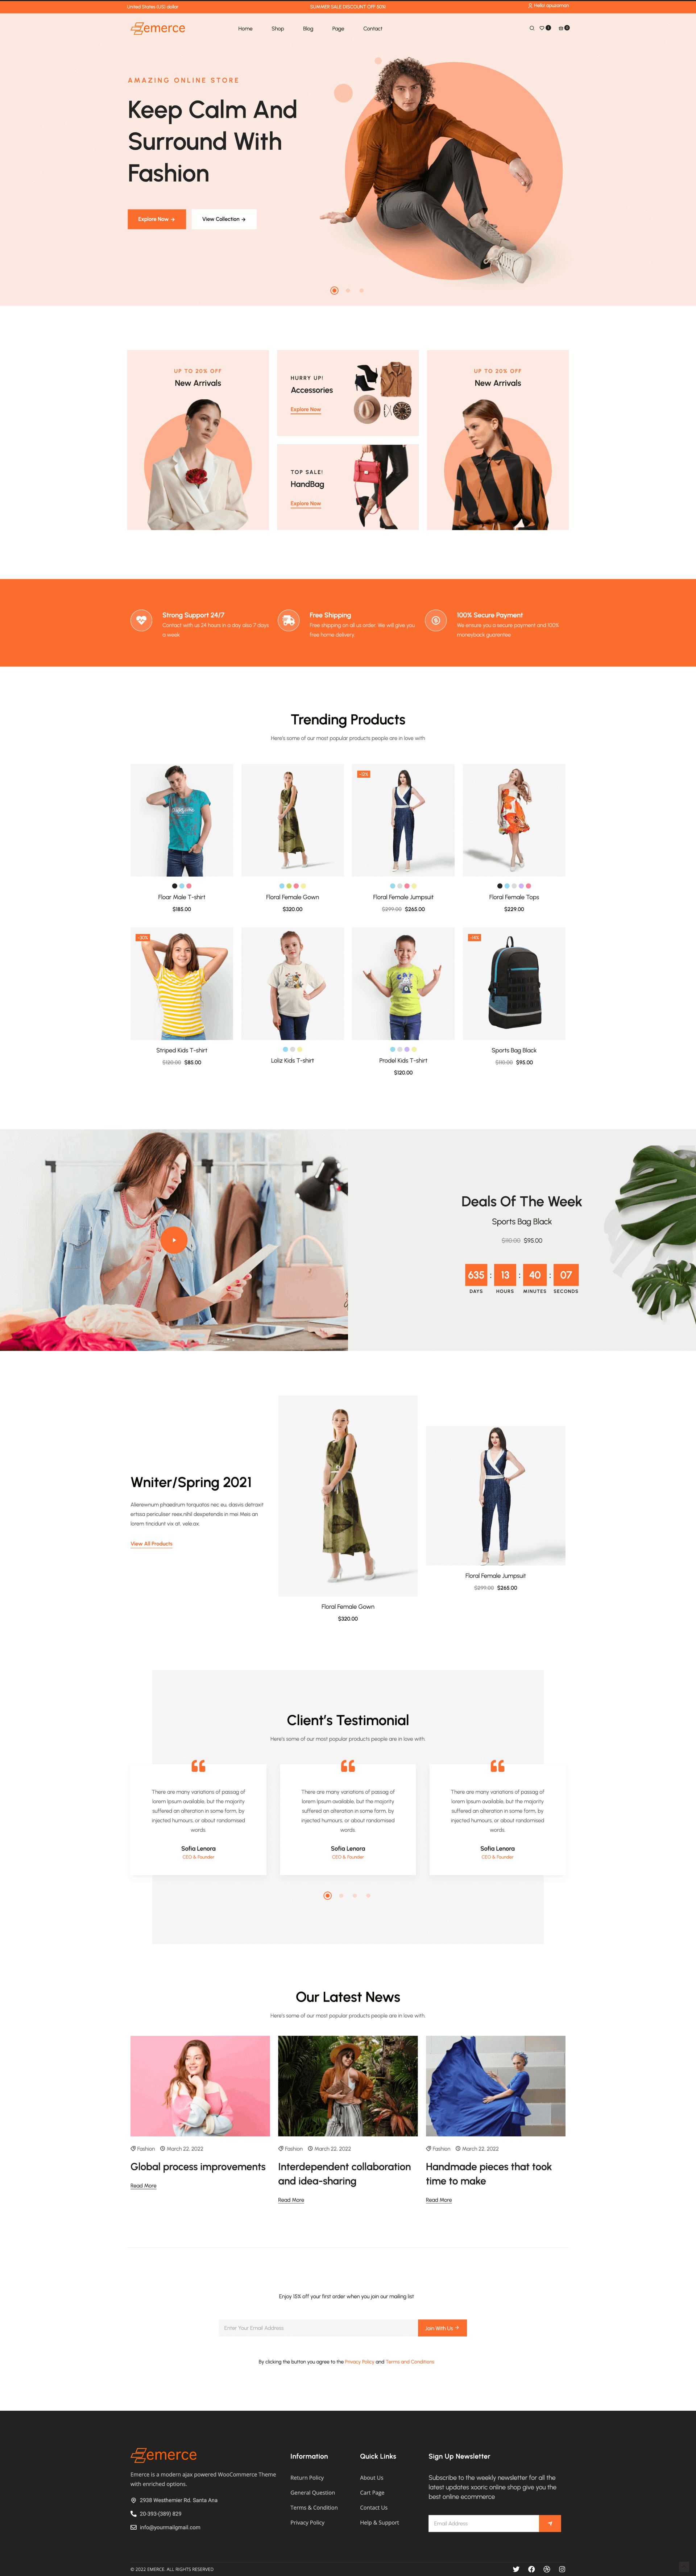 United States (US) dollar
SUMMER SALE DISCOUNT OFF 50%
Hello! apuzaman
emerce
Home
Shop
Blog
Page
Contact
AMAZING ONLINE STORE
Keep Calm And
Surround With
Fashion
Explore Now
View Collection
UP TO 20% OFF
New Arrivals
HURRY UP!
Accessories
Explore Now
TOP SALE!
HandBag
Explore Now
UP TO 20% OFF
New Arrivals
Strong Support 24/7
Contact with us 24 hours in a day also 7 days
a week
Free Shipping
Free shipping on all us order. We will give you
free home delivery.
100% Secure Payment
We ensure you a secure payment and 100%
moneyback guarentee
Trending Products
Here's some of our most popular products people are in love with
Floar Male T-shirt
$185.00
Floral Female Gown
$320.00
Floral Female Jumpsuit
$299.00 $265.00
Floral Female Tops
$229.00
Striped Kids T-shirt
$120.00 $85.00
Loliz Kids T-shirt
Prodel Kids T-shirt
$120.00
-14%
Sports Bag Black
$110.00 $95.00
Deals Of The Week
Sports Bag Black
$110.00 $95.00
635 : 13 : 40 : 07
DAYS HOURS MINUTES SECONDS
Wniter/Spring 2021
Alienewnum phaedrum torquatos nec eu, dasvis detraxit
ertssa periculiser reex,nihil dexpetendis in mei Meis an
lorem tincidunt vix at, vele.ax.
View All Products
Floral Female Gown
$320.00
Floral Female Jumpsuit
$299.00 $265.00
Client's Testimonial
Here's some of our most popular products people are in love with
There are many variations of passag of
lorem Ipsum available, but the majority
suffered an alteration in some form, by
injected humours, or about randomised
words.
Sofia Lenora
CEO & Founder
There are many variations of passag of
lorem Ipsum available, but the majority
suffered an alteration in some form, by
injected humours, or about randomised
words.
Sofia Lenora
CEO & Founder
There are many variations of passag of
lorem Ipsum available, but the majority
suffered an alteration in some form, by
injected humours, or about randomised
words.
Sofia Lenora
CEO & Founder
Our Latest News
Here's some of our most popular products people are in love with.
Fashion
March 22, 2022
Global process improvements
Read More
Fashion
March 22, 2022
Interdependent collaboration
and idea-sharing
Read More
Fashion
March 22, 2022
Handmade pieces that took
time to make
Read More
Enjoy 15% off your first order when you join our mailing list
Enter Your Email Address
Join With Us
By clicking the button you agree to the Privacy Policy and Terms and Conditions
emerce
Emerce is a modern ajax powered WooCommerce Theme
with enriched options.
2938 Westhemier Rd. Santa Ana
20-393-(389) 829
info@yourmailgmail.com
Information
Return Policy
General Question
Terms & Condition
Privacy Policy
Quick Links
About Us
Cart Page
Contact Us
Help & Support
Sign Up Newsletter
Subscribe to the weekly newsletter for all the
latest updates xooric online shop give you the
best online ecommerce
Email Address
© 2022 EMERCE. ALL RIGHTS RESERVED